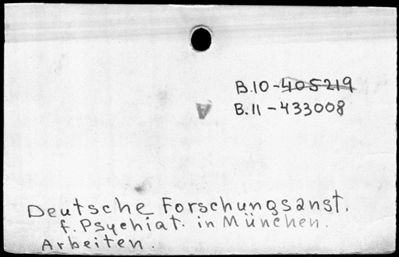 B.10-405219
A
B.11-433008
Deutsche Forschungsanst.
f. Psychiat. in München.
Arbeiten.